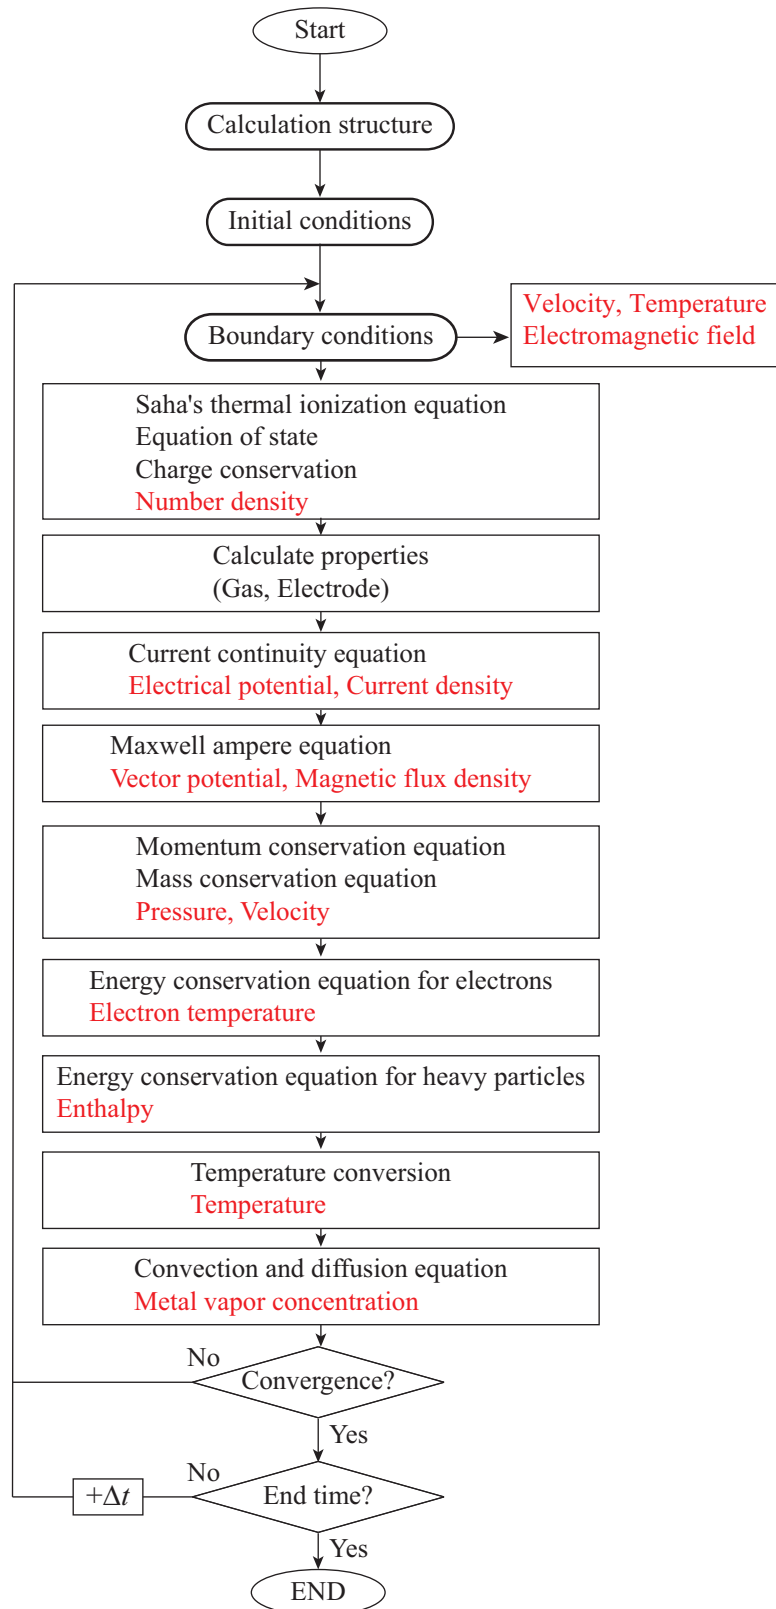 Start
Calculation structure
Initial conditions
Boundary conditions
Velocity, Temperature
Electromagnetic field
Saha's thermal ionization equation
Equation of state
Charge conservation
Number density
Calculate properties
(Gas, Electrode)
Current continuity equation
Electrical potential, Current density
Maxwell ampere equation
Vector potential, Magnetic flux density
Momentum conservation equation
Mass conservation equation
Pressure, Velocity
Energy conservation equation for electrons
Electron temperature
Energy conservation equation for heavy particles
Enthalpy
Temperature conversion
Temperature
Convection and diffusion equation
Metal vapor concentration
No
Convergence?
Yes
No
+Δt
End time?
Yes
END